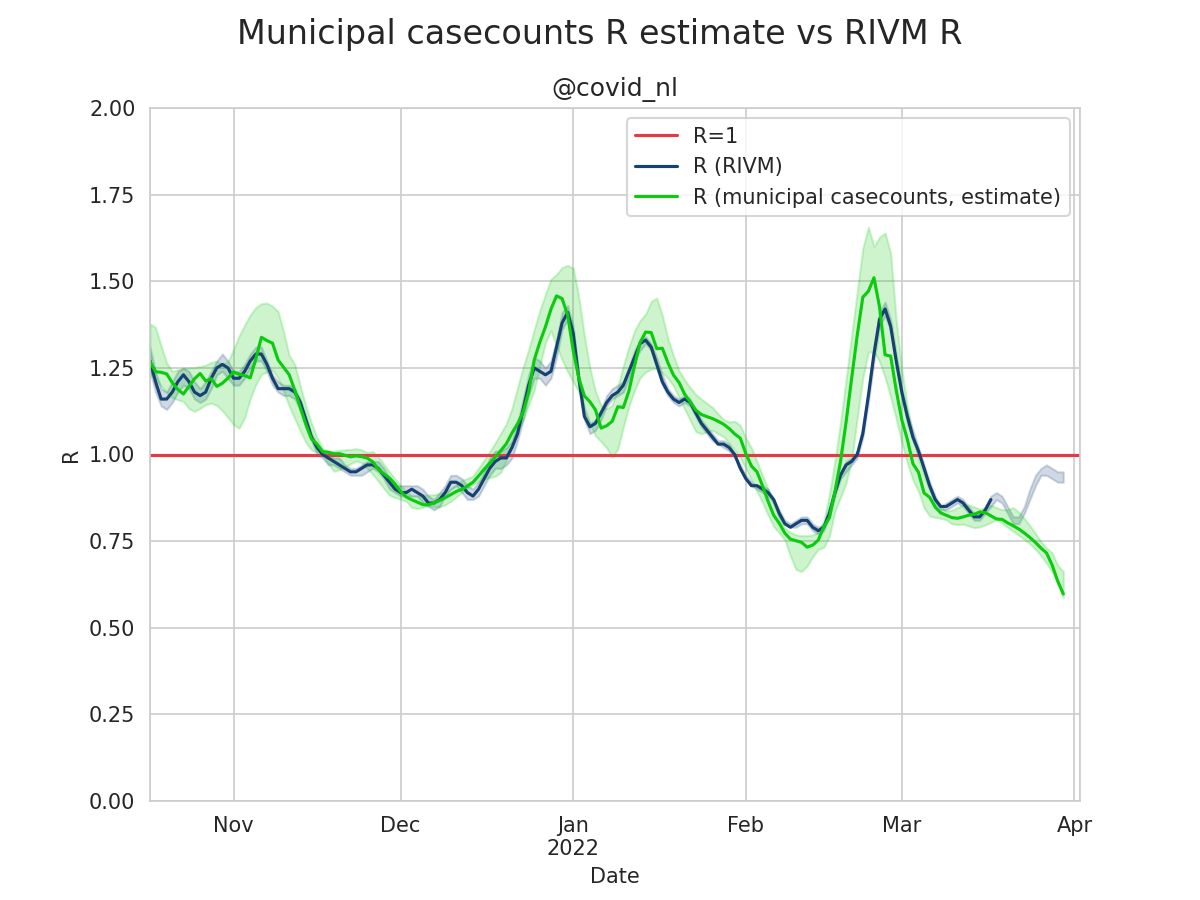 Municipal casecounts R estimate vs RIVM R
@covid_nl
2.00
R=1
R (RIVM)
R (municipal casecounts, estimate)
1.75
1.50
1.25
1.00
R
0.75
0.50
0.25
0.00
Nov Dec Jan Feb Mar Apr
2022
Date